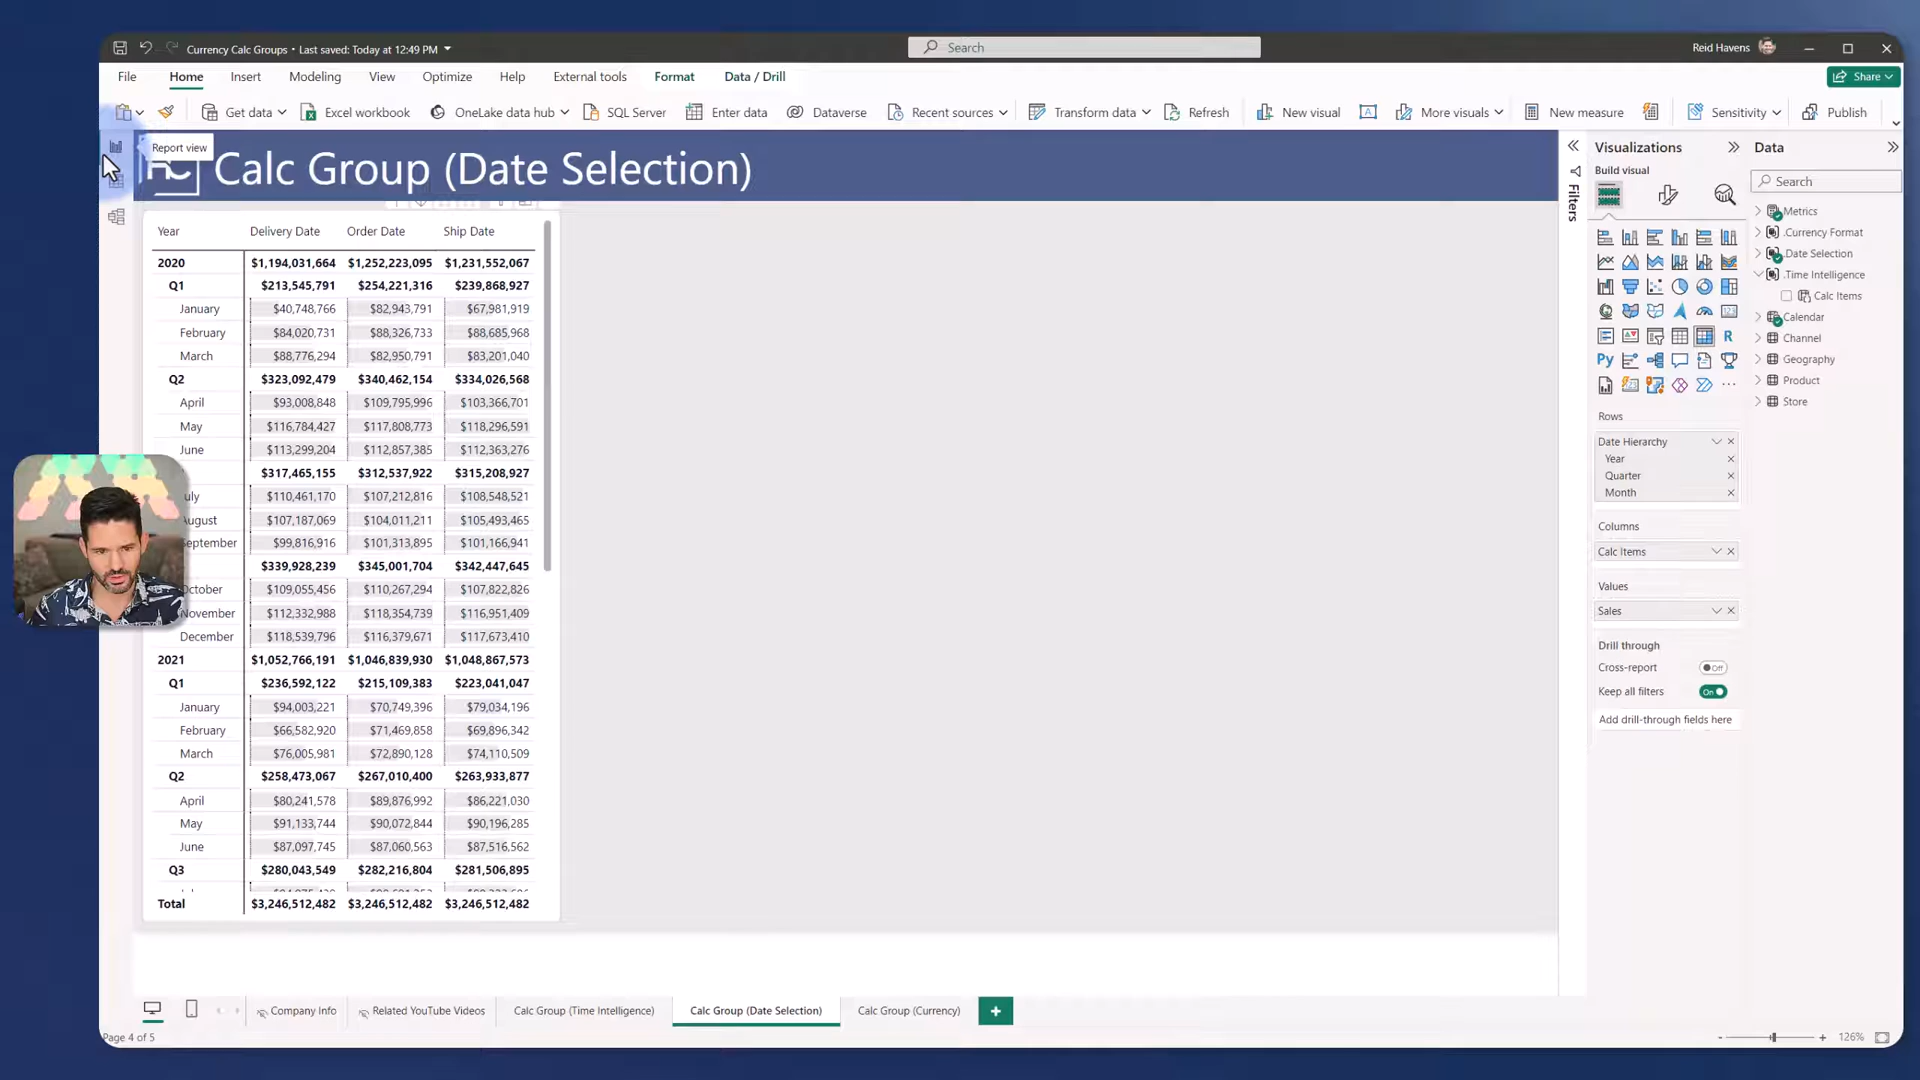 Currency Calc Groups • Last saved: Today at 12:49 PM
Search
Reid Havens
File Home Insert Modeling View Optimize Help External tools Format Data / Drill
Share
Get data Excel workbook OneLake data hub SQL Server Enter data Dataverse Recent sources Transform data Refresh New visual More visuals New measure Sensitivity Publish
Report view
Calc Group (Date Selection)
Year Delivery Date Order Date Ship Date
2020 $1,194,031,664 $1,252,223,095 $1,231,552,067
Q1 $213,545,791 $254,221,316 $239,868,927
January $40,748,766 $82,943,791 $67,981,919
February $84,020,731 $88,326,733 $88,685,968
March $88,776,294 $82,950,791 $83,201,040
Q2 $323,092,479 $340,462,154 $334,026,568
April $93,008,848 $109,795,996 $103,366,701
May $116,784,427 $117,808,773 $118,296,591
June $113,299,204 $112,857,385 $112,363,276
$317,465,155 $312,537,922 $315,208,927
uly $110,461,170 $107,212,816 $108,548,521
August $107,187,069 $104,011,211 $105,493,465
September $99,816,916 $101,313,895 $101,166,941
$339,928,239 $345,001,704 $342,447,645
October $109,055,456 $110,267,294 $107,822,826
November $112,332,988 $118,354,739 $116,951,409
December $118,539,796 $116,379,671 $117,673,410
2021 $1,052,766,191 $1,046,839,930 $1,048,867,573
Q1 $236,592,122 $215,109,383 $223,041,047
January $94,003,221 $70,749,396 $79,034,196
February $66,582,920 $71,469,858 $69,896,342
March $76,005,981 $72,890,128 $74,110,509
Q2 $258,473,067 $267,010,400 $263,933,877
April $80,241,578 $89,876,992 $86,221,030
May $91,133,744 $90,072,844 $90,196,285
June $87,097,745 $87,060,563 $87,516,562
Q3 $280,043,549 $282,216,804 $281,506,895
Total $3,246,512,482 $3,246,512,482 $3,246,512,482
Filters
Visualizations
Build visual
123
R
Py
Rows
Date Hierarchy
Year
Quarter
Month
Columns
Calc Items
Values
Sales
Drill through
Cross-report Off
Keep all filters On
Add drill-through fields here
Data
Search
Metrics
.Currency Format
.Date Selection
.Time Intelligence
Calc Items
Calendar
Channel
Geography
Product
Store
Company Info Related YouTube Videos Calc Group (Time Intelligence) Calc Group (Date Selection) Calc Group (Currency) +
Page 4 of 5
- + 126%